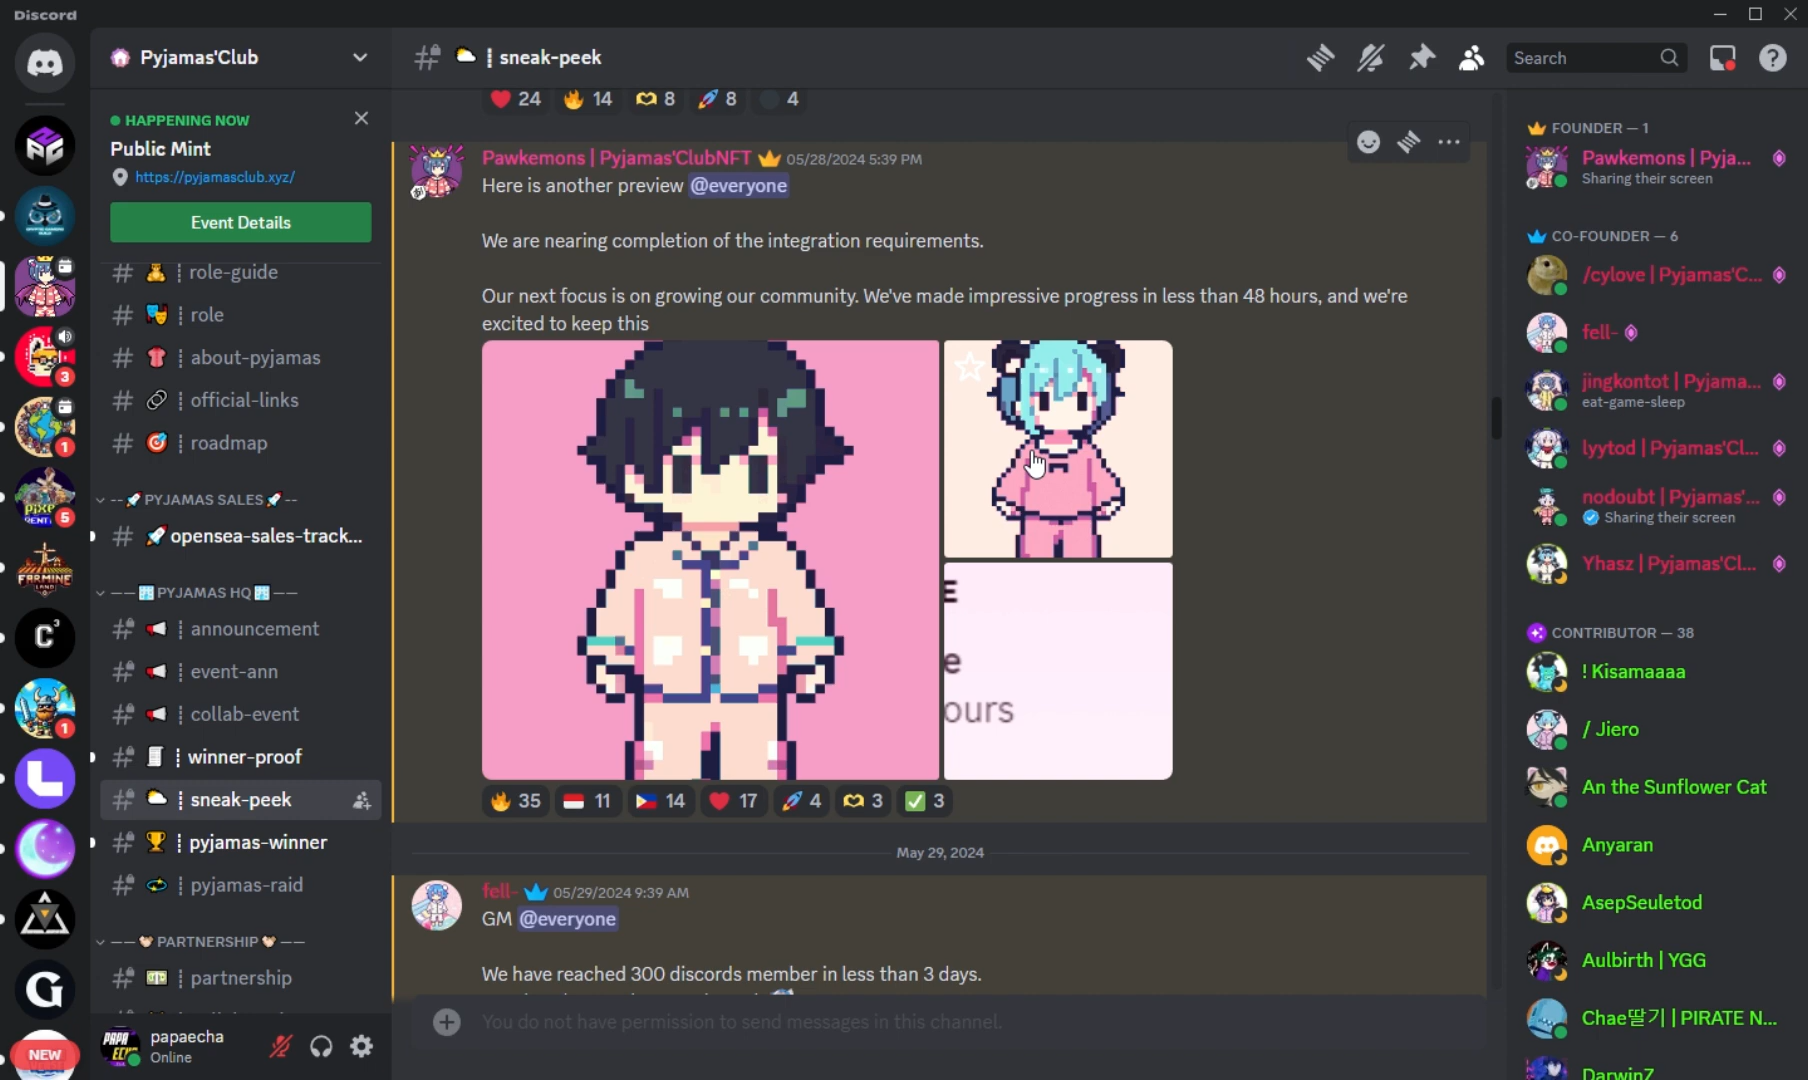 Discord
Pyjamas'Club
HAPPENING NOW
Public Mint
https://pyjamasclub.xyz/
Event Details
role-guide
role
about-pyjamas
official-links
roadmap
-- PYJAMAS SALES --
opensea-sales-track...
—— PYJAMAS HQ ——
announcement
event-ann
collab-event
winner-proof
sneak-peek
pyjamas-winner
pyjamas-raid
—— PARTNERSHIP ——
partnership
papaecha
Online
3
1
5
FARMINE
LAND
C3
1
NEW
sneak-peek
Search
24 14 8 8 4
Pawkemons | Pyjamas'ClubNFT 05/28/2024 5:39 PM
Here is another preview @everyone
We are nearing completion of the integration requirements.
Our next focus is on growing our community. We've made impressive progress in less than 48 hours, and we're
excited to keep this
E
e
ours
35 11 14 17 4 3 3
May 29, 2024
fell- 05/29/2024 9:39 AM
GM @everyone
We have reached 300 discords member in less than 3 days.
You do not have permission to send messages in this channel.
FOUNDER — 1
Pawkemons | Pyja...
Sharing their screen
CO-FOUNDER — 6
/cylove | Pyjamas'C...
fell-
jingkontot | Pyjama...
eat-game-sleep
lyytod | Pyjamas'Cl...
nodoubt | Pyjamas'...
Sharing their screen
Yhasz | Pyjamas'Cl...
CONTRIBUTOR — 38
! Kisamaaaa
/ Jiero
An the Sunflower Cat
Anyaran
AsepSeuletod
Aulbirth | YGG
Chae딸기 | PIRATE N...
DarwinZ